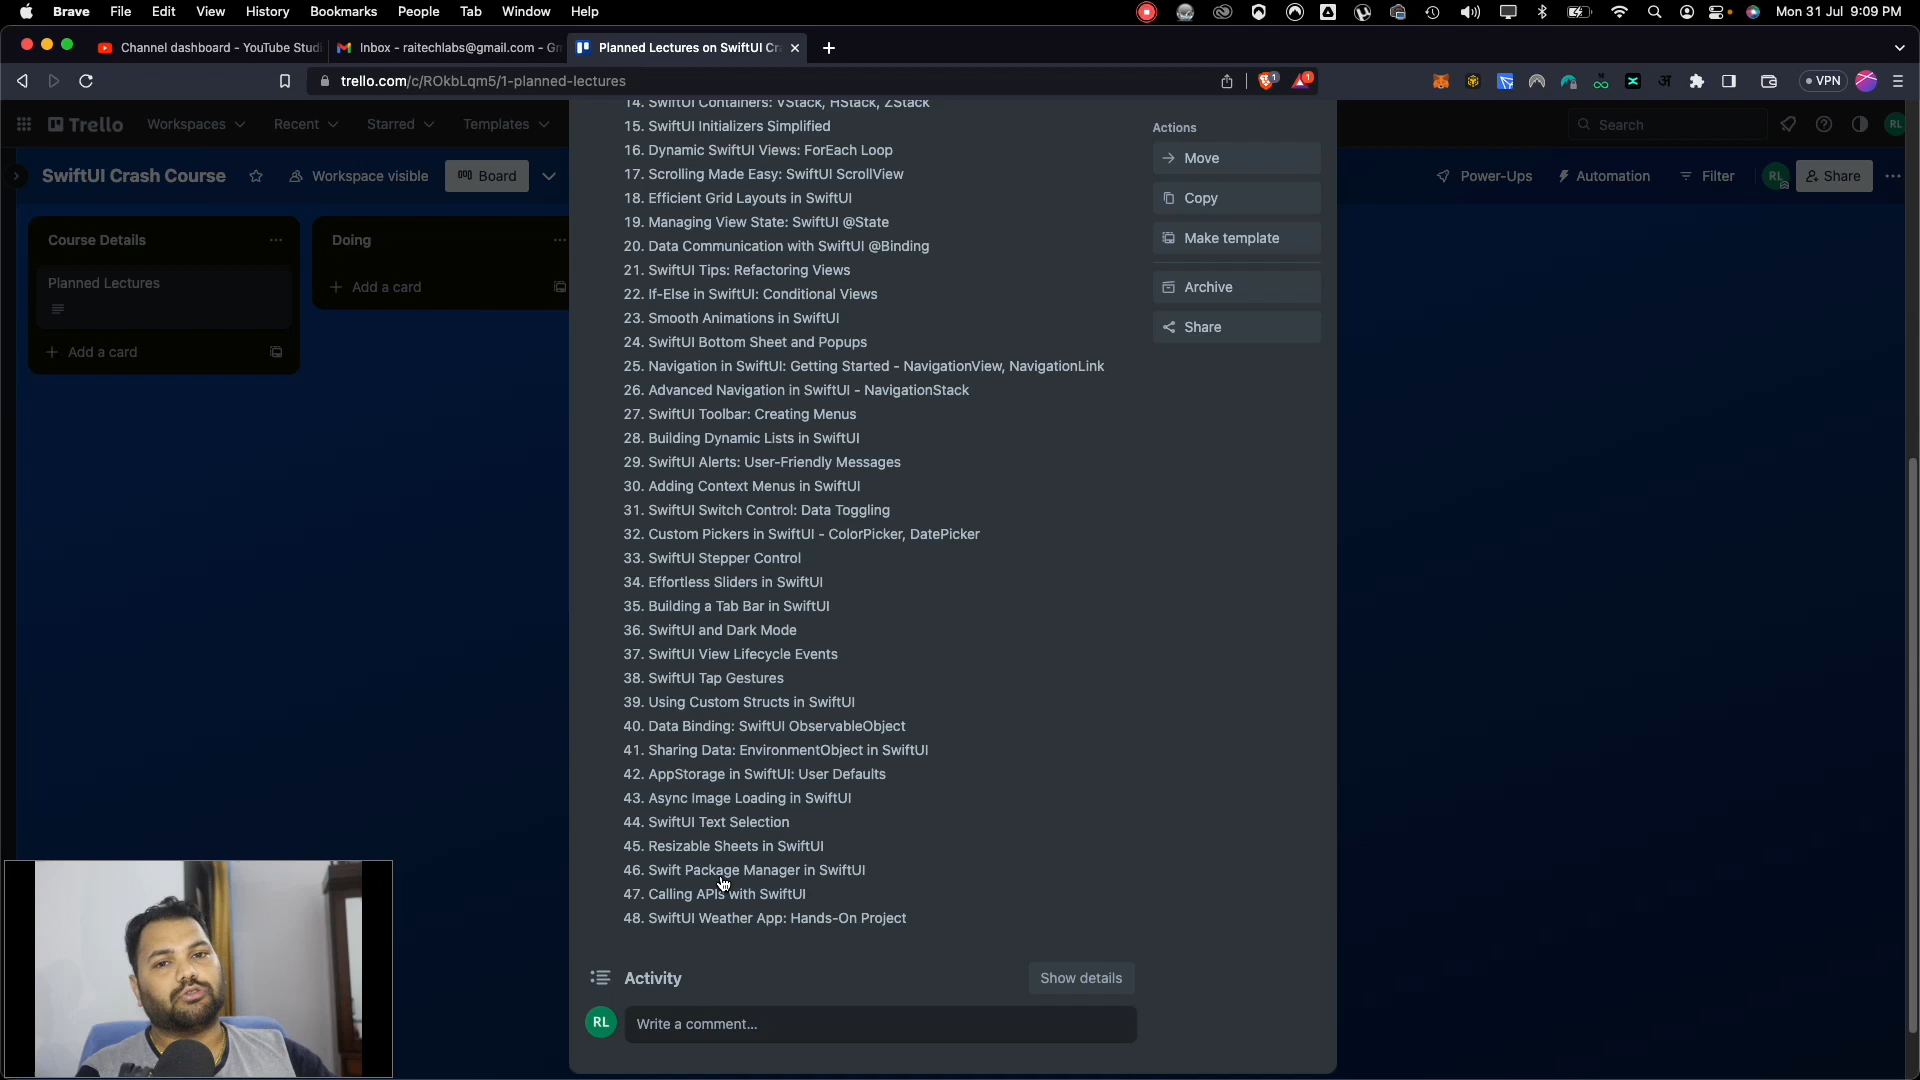 Brave File Edit View History Bookmarks People Tab Window Help Mon 31 Jul 9:09 PM
Channel dashboard - YouTube Studi Inbox - raitechlabs@gmail.com - Gm Planned Lectures on SwiftUI Cr
trello.com/c/ROkbLqm5/1-planned-lectures 1 1 VPN
Trello Workspaces Recent Starred Templates Search RL
SwiftUI Crash Course Workspace visible Board Power-Ups Automation Filter RL Share
Course Details
Planned Lectures
Add a card
Doing
Add a card
14. SwiftUI Containers: VStack, HStack, ZStack
15. SwiftUI Initializers Simplified
16. Dynamic SwiftUI Views: ForEach Loop
17. Scrolling Made Easy: SwiftUI ScrollView
18. Efficient Grid Layouts in SwiftUI
19. Managing View State: SwiftUI @State
20. Data Communication with SwiftUI @Binding
21. SwiftUI Tips: Refactoring Views
22. If-Else in SwiftUI: Conditional Views
23. Smooth Animations in SwiftUI
24. SwiftUI Bottom Sheet and Popups
25. Navigation in SwiftUI: Getting Started - NavigationView, NavigationLink
26. Advanced Navigation in SwiftUI - NavigationStack
27. SwiftUI Toolbar: Creating Menus
28. Building Dynamic Lists in SwiftUI
29. SwiftUI Alerts: User-Friendly Messages
30. Adding Context Menus in SwiftUI
31. SwiftUI Switch Control: Data Toggling
32. Custom Pickers in SwiftUI - ColorPicker, DatePicker
33. SwiftUI Stepper Control
34. Effortless Sliders in SwiftUI
35. Building a Tab Bar in SwiftUI
36. SwiftUI and Dark Mode
37. SwiftUI View Lifecycle Events
38. SwiftUI Tap Gestures
39. Using Custom Structs in SwiftUI
40. Data Binding: SwiftUI ObservableObject
41. Sharing Data: EnvironmentObject in SwiftUI
42. AppStorage in SwiftUI: User Defaults
43. Async Image Loading in SwiftUI
44. SwiftUI Text Selection
45. Resizable Sheets in SwiftUI
46. Swift Package Manager in SwiftUI
47. Calling APIs with SwiftUI
48. SwiftUI Weather App: Hands-On Project
Actions
Move
Copy
Make template
Archive
Share
Activity Show details
RL Write a comment...